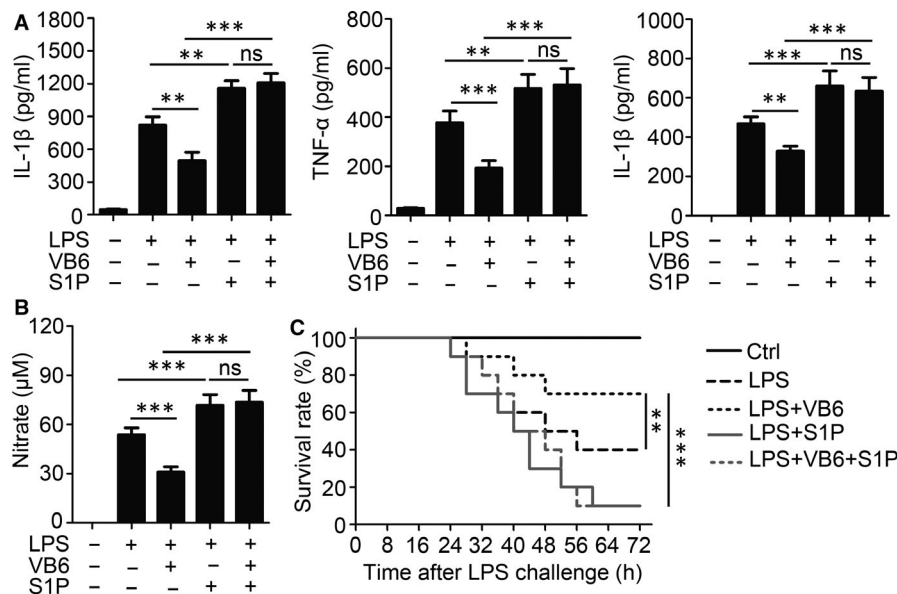 A
IL-1β (pg/ml)
1800
1500
1200
900
600
300
0
***
** ns
**
LPS – + + + +
VB6 – – + – +
S1P – – – + +
TNF-α (pg/ml)
800
600
400
200
0
***
** ns
***
LPS – + + + +
VB6 – – + – +
S1P – – – + +
IL-1β (pg/ml)
1000
800
600
400
200
0
***
*** ns
**
LPS – + + + +
VB6 – – + – +
S1P – – – + +
B
Nitrate (μM)
120
90
60
30
0
***
*** ns
***
LPS – + + + +
VB6 – – + – +
S1P – – – + +
C
Survival rate (%)
100
80
60
40
20
0
0 8 16 24 32 40 48 56 64 72
Time after LPS challenge (h)
**
***
Ctrl
LPS
LPS+VB6
LPS+S1P
LPS+VB6+S1P